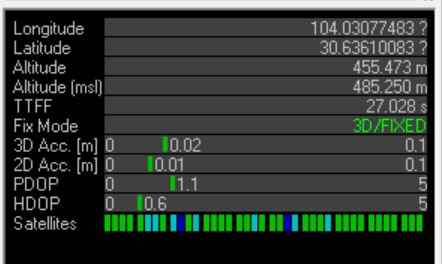 Longitude 104.03077483 ?
Latitude 30.63610083 ?
Altitude 455.473 m
Altitude (msl) 485.250 m
TTFF 27.028 s
Fix Mode 3D/FIXED
3D Acc. [m] 0 0.02 0.1
2D Acc. [m] 0 0.01 0.1
PDOP 0 1.1 5
HDOP 0 0.6 5
Satellites